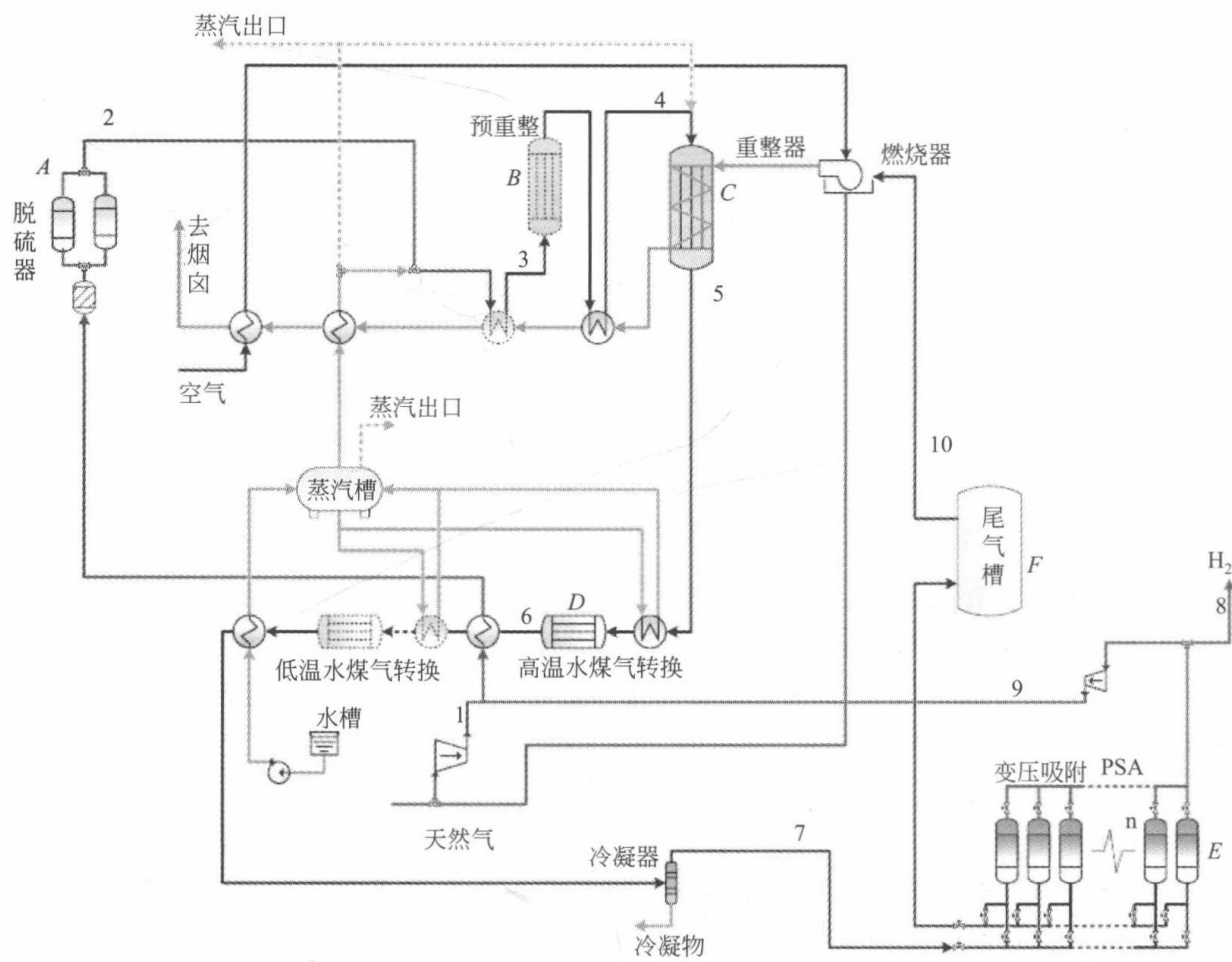 蒸汽出口
2
4
预重整
重整器
燃烧器
A
B
C
脱硫器
去烟囱
3
5
空气
蒸汽出口
10
蒸汽槽
尾气槽
F
H₂
8
D
6
低温水煤气转换
高温水煤气转换
9
1
水槽
变压吸附 PSA
天然气
n
7
冷凝器
E
冷凝物